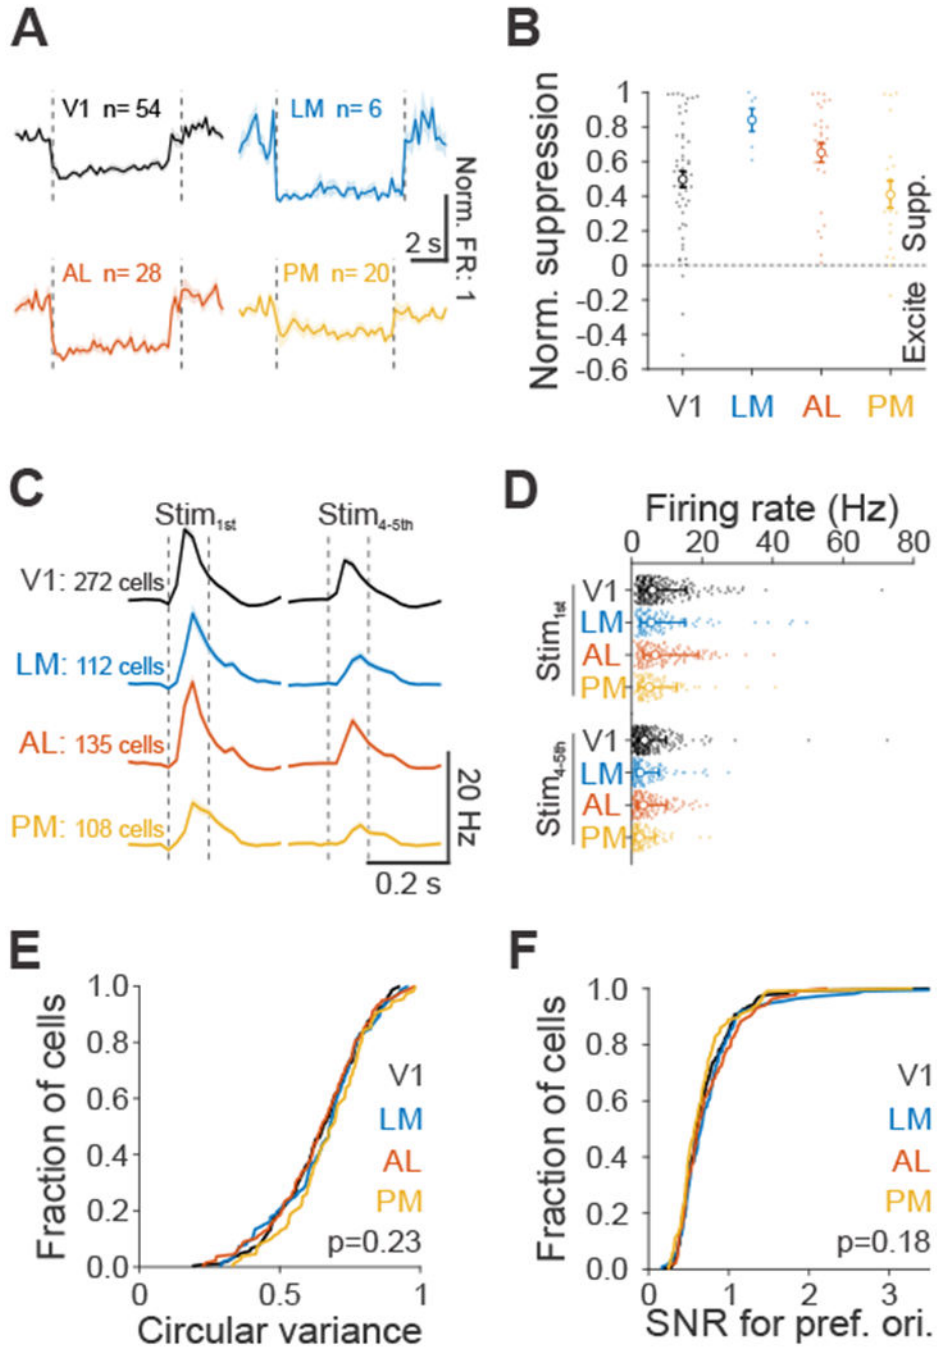 A
V1 n= 54
LM n= 6
AL n= 28
PM n= 20
2 s
Norm. FR: 1
B
Norm. suppression
1
0.8
0.6
0.4
0.2
0
-0.2
-0.4
-0.6
Supp.
Excite
V1 LM AL PM
C
Stim1st Stim4-5th
V1: 272 cells
LM: 112 cells
AL: 135 cells
PM: 108 cells
20 Hz
0.2 s
D
Firing rate (Hz)
0 20 40 60 80
Stim1st
V1
LM
AL
PM
Stim4-5th
V1
LM
AL
PM
E
Fraction of cells
1.0
0.8
0.6
0.4
0.2
0.0
V1
LM
AL
PM
p=0.23
0 0.5 1
Circular variance
F
Fraction of cells
1.0
0.8
0.6
0.4
0.2
0.0
V1
LM
AL
PM
p=0.18
0 1 2 3
SNR for pref. ori.